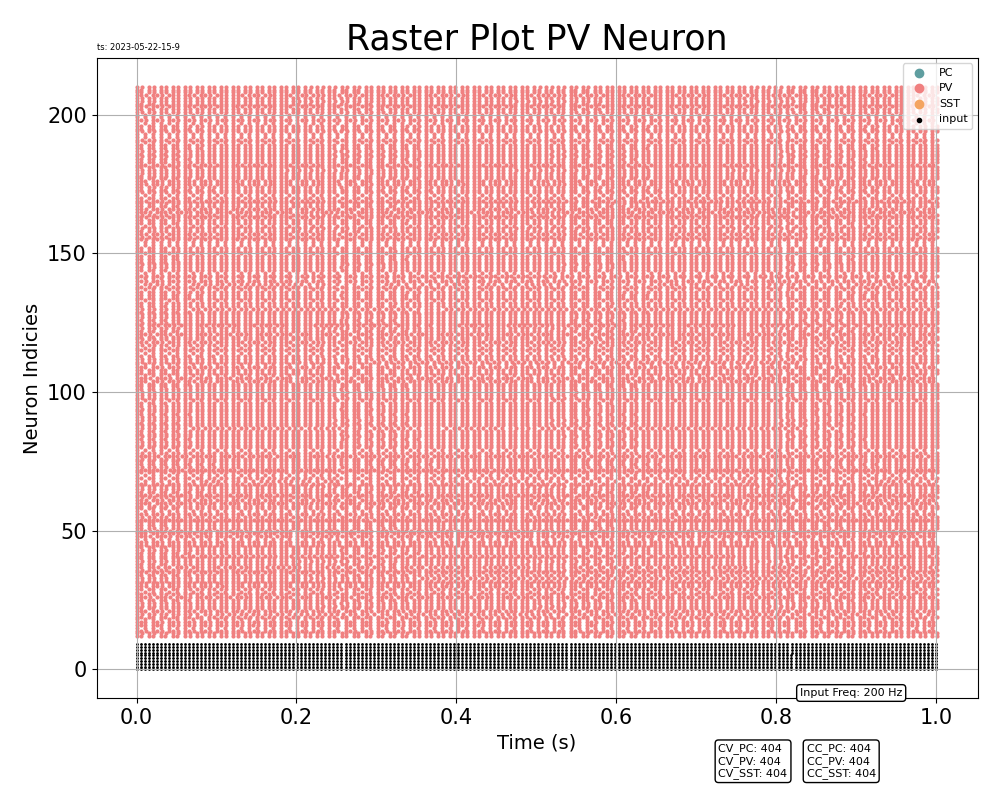 Raster Plot PV Neuron
ts: 2023-05-22-15-9
PC
PV
SST
input
200
150
100
50
0
Neuron Indicies
Input Freq: 200 Hz
0.0 0.2 0.4 0.6 0.8 1.0
Time (s)
CV_PC: 404
CV_PV: 404
CV_SST: 404
CC_PC: 404
CC_PV: 404
CC_SST: 404